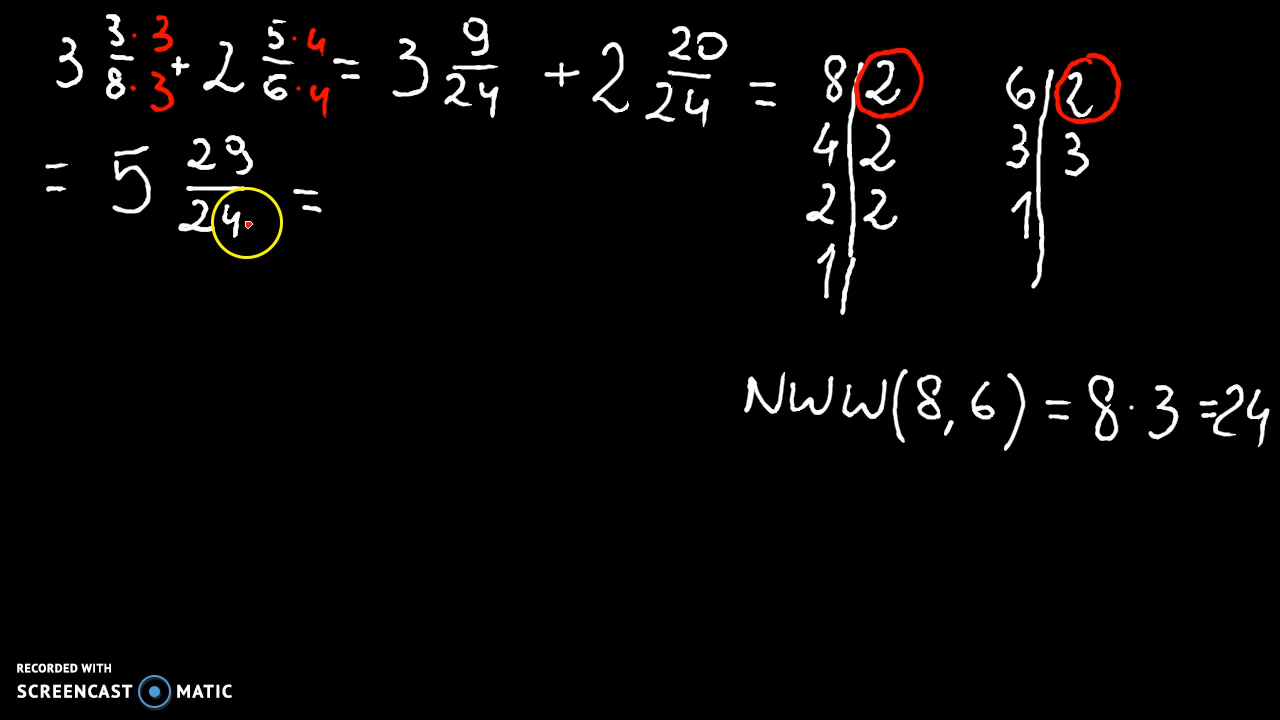 3 3·3/8·3 + 2 5·4/6·4 = 3 9/24 + 2 20/24 =
= 5 29/24 =
8 | 2
4 | 2
2 | 2
1 |
6 | 2
3 | 3
1 |
NWW(8,6) = 8·3 =24
RECORDED WITH
SCREENCAST MATIC